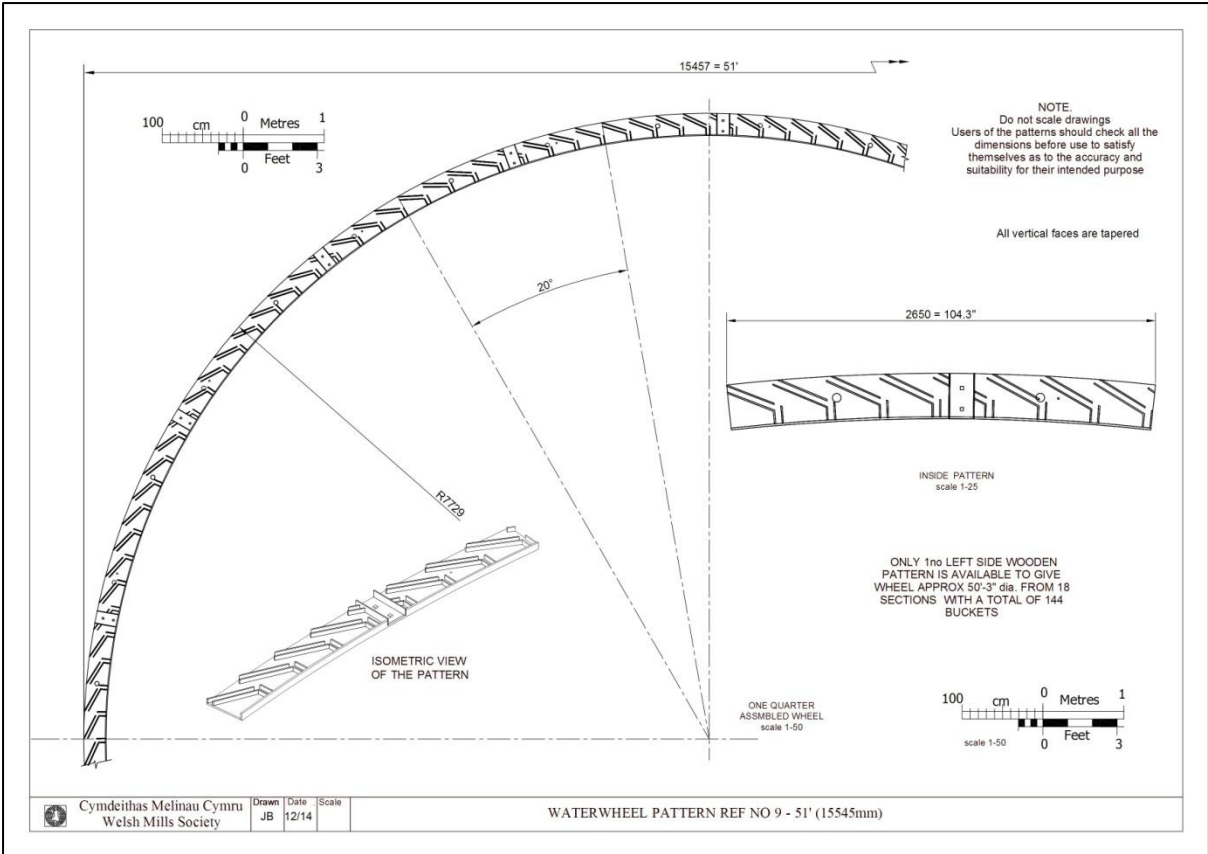 15457 = 51'
100 cm 0 Metres 1
Feet
0 3
NOTE.
Do not scale drawings
Users of the patterns should check all the
dimensions before use to satisfy
themselves as to the accuracy and
suitability for their intended purpose
All vertical faces are tapered
20°
2650 = 104.3"
INSIDE PATTERN
scale 1-25
R7729
ONLY 1no LEFT SIDE WOODEN
PATTERN IS AVAILABLE TO GIVE
WHEEL APPROX 50'-3" dia. FROM 18
SECTIONS WITH A TOTAL OF 144
BUCKETS
ISOMETRIC VIEW
OF THE PATTERN
ONE QUARTER
ASSMBLED WHEEL
scale 1-50
100 cm 0 Metres 1
Feet
scale 1-50 0 3
Cymdeithas Melinau Cymru
Welsh Mills Society
Drawn Date Scale
JB 12/14
WATERWHEEL PATTERN REF NO 9 - 51' (15545mm)